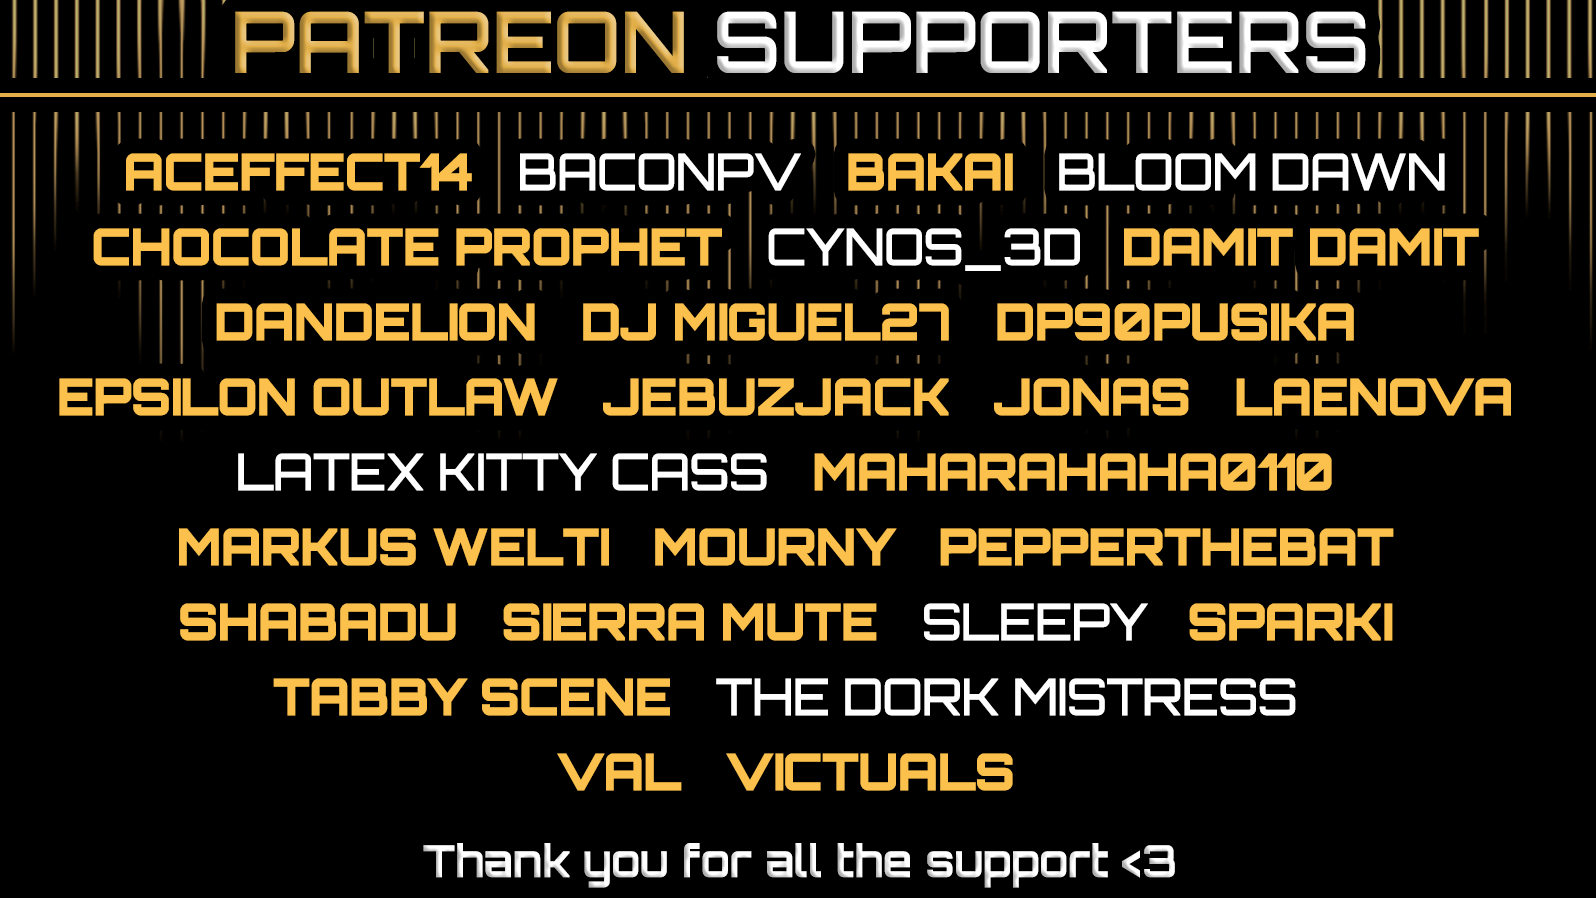 PATREON SUPPORTERS
ACEFFECT14 BACONPV BAKAI BLOOM DAWN
CHOCOLATE PROPHET CYNOS_3D DAMIT DAMIT
DANDELION DJ MIGUEL27 DP90PUSIKA
EPSILON OUTLAW JEBUZJACK JONAS LAENOVA
LATEX KITTY CASS MAHARAHAHA0110
MARKUS WELTI MOURNY PEPPERTHEBAT
SHABADU SIERRA MUTE SLEEPY SPARKI
TABBY SCENE THE DORK MISTRESS
VAL VICTUALS
Thank you for all the support <3